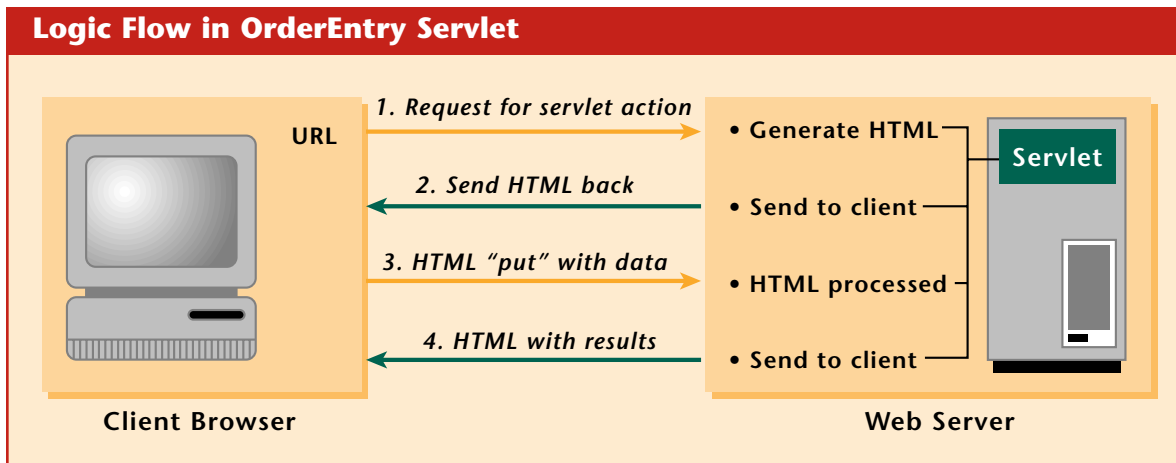 Logic Flow in OrderEntry Servlet
URL
1. Request for servlet action
2. Send HTML back
3. HTML “put” with data
4. HTML with results
• Generate HTML
• Send to client
• HTML processed
• Send to client
Servlet
Client Browser
Web Server